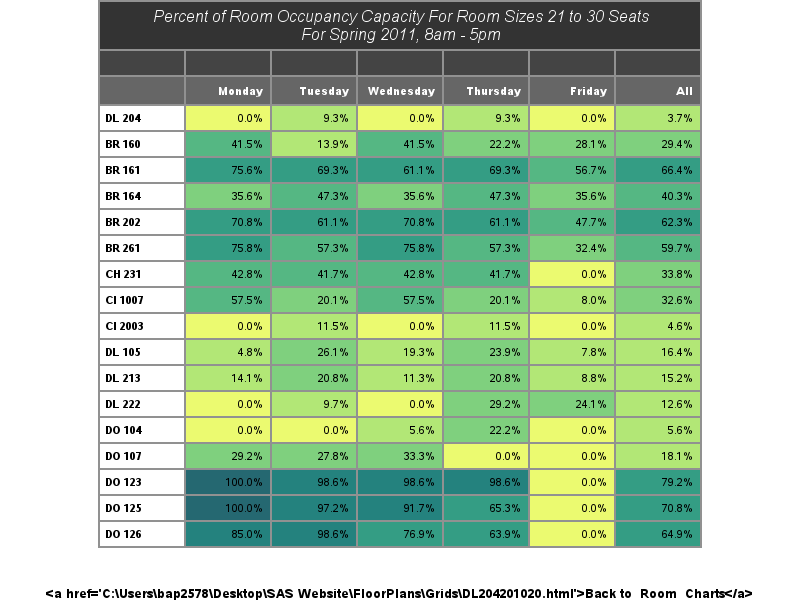 Percent of Room Occupancy Capacity For Room Sizes 21 to 30 Seats
For Spring 2011, 8am - 5pm
Monday Tuesday Wednesday Thursday Friday All
DL 204 0.0% 9.3% 0.0% 9.3% 0.0% 3.7%
BR 160 41.5% 13.9% 41.5% 22.2% 28.1% 29.4%
BR 161 75.6% 69.3% 61.1% 69.3% 56.7% 66.4%
BR 164 35.6% 47.3% 35.6% 47.3% 35.6% 40.3%
BR 202 70.8% 61.1% 70.8% 61.1% 47.7% 62.3%
BR 261 75.8% 57.3% 75.8% 57.3% 32.4% 59.7%
CH 231 42.8% 41.7% 42.8% 41.7% 0.0% 33.8%
CI 1007 57.5% 20.1% 57.5% 20.1% 8.0% 32.6%
CI 2003 0.0% 11.5% 0.0% 11.5% 0.0% 4.6%
DL 105 4.8% 26.1% 19.3% 23.9% 7.8% 16.4%
DL 213 14.1% 20.8% 11.3% 20.8% 8.8% 15.2%
DL 222 0.0% 9.7% 0.0% 29.2% 24.1% 12.6%
DO 104 0.0% 0.0% 5.6% 22.2% 0.0% 5.6%
DO 107 29.2% 27.8% 33.3% 0.0% 0.0% 18.1%
DO 123 100.0% 98.6% 98.6% 98.6% 0.0% 79.2%
DO 125 100.0% 97.2% 91.7% 65.3% 0.0% 70.8%
DO 126 85.0% 98.6% 76.9% 63.9% 0.0% 64.9%
<a href='C:\Users\bap2578\Desktop\SAS Website\FloorPlans\Grids\DL204201020.html'>Back to Room Charts</a>